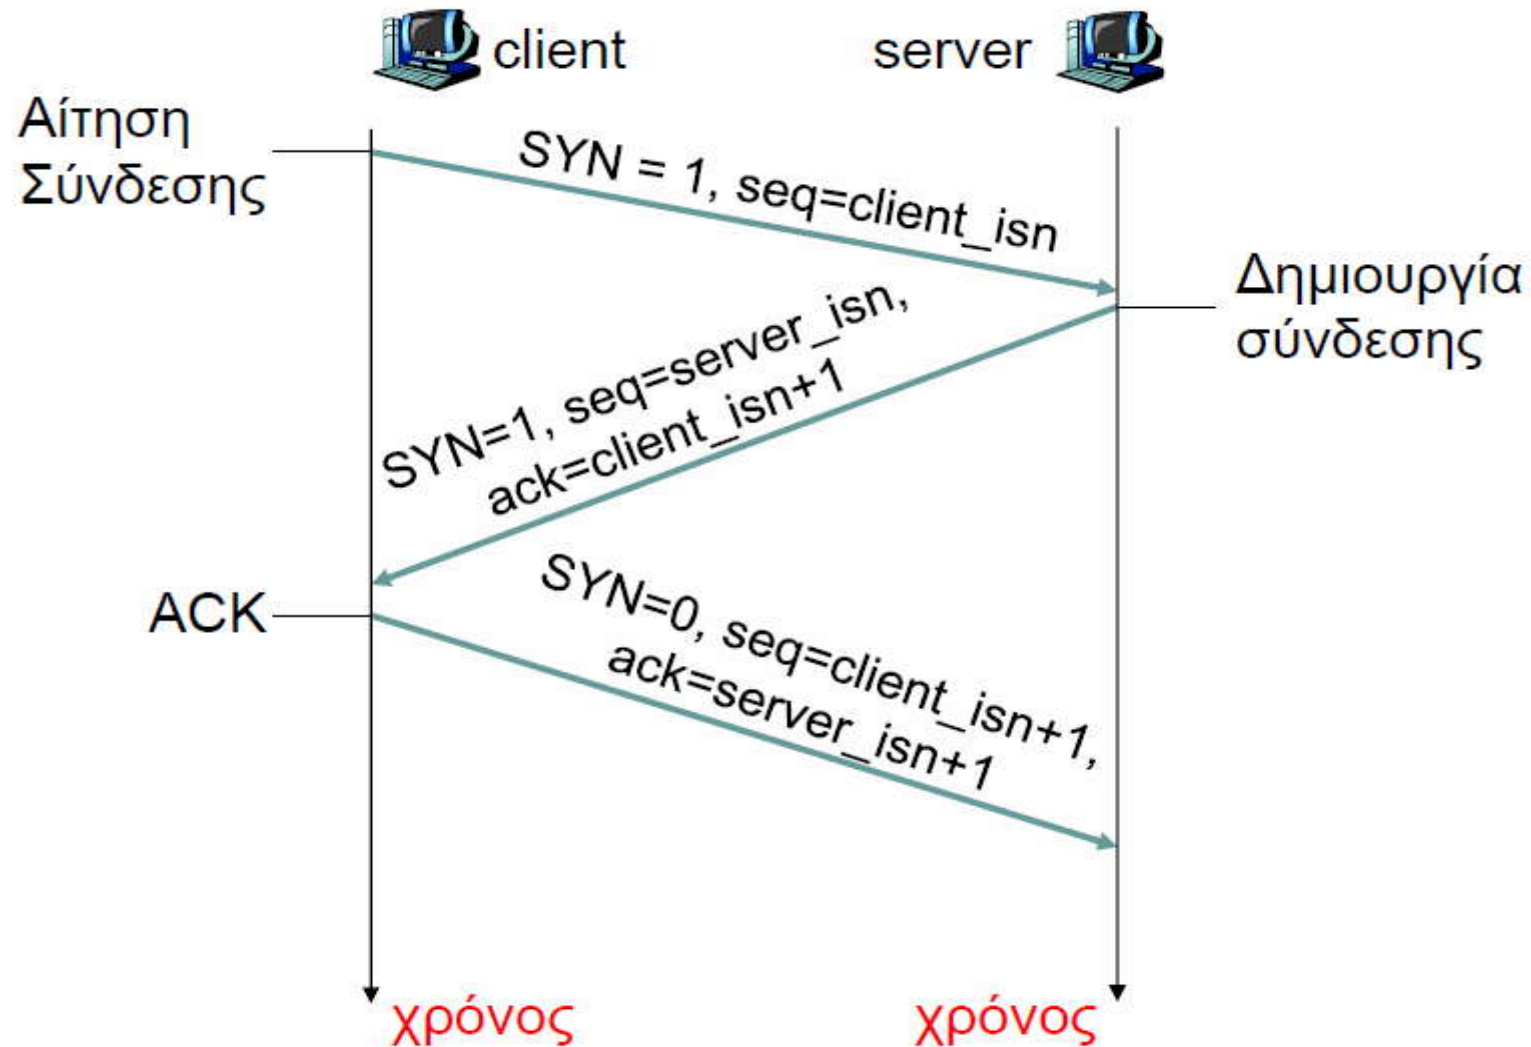 client
server
Αίτηση
Σύνδεσης
SYN = 1, seq=client_isn
Δημιουργία
σύνδεσης
SYN=1, seq=server_isn,
ack=client_isn+1
ACK
SYN=0, seq=client_isn+1,
ack=server_isn+1
χρόνος
χρόνος